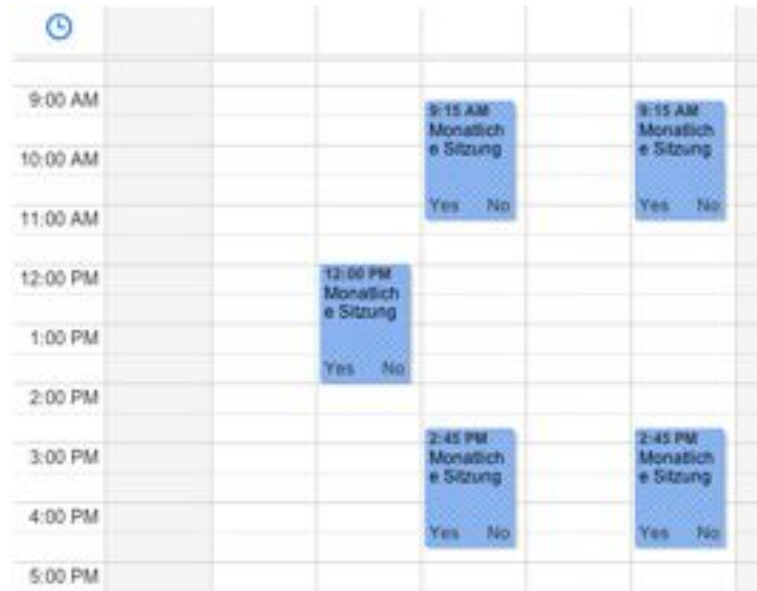 9:00 AM
9:15 AM
9:15 AM
Monatlich
e Sitzung
Monatlich
e Sitzung
10:00 AM
Yes No
Yes No
11:00 AM
12:00 PM
12:00 PM
Monatlich
e Sitzung
1:00 PM
Yes No
2:00 PM
2:45 PM
2:45 PM
3:00 PM
Monatlich
e Sitzung
Monatlich
e Sitzung
4:00 PM
Yes No
Yes No
5:00 PM